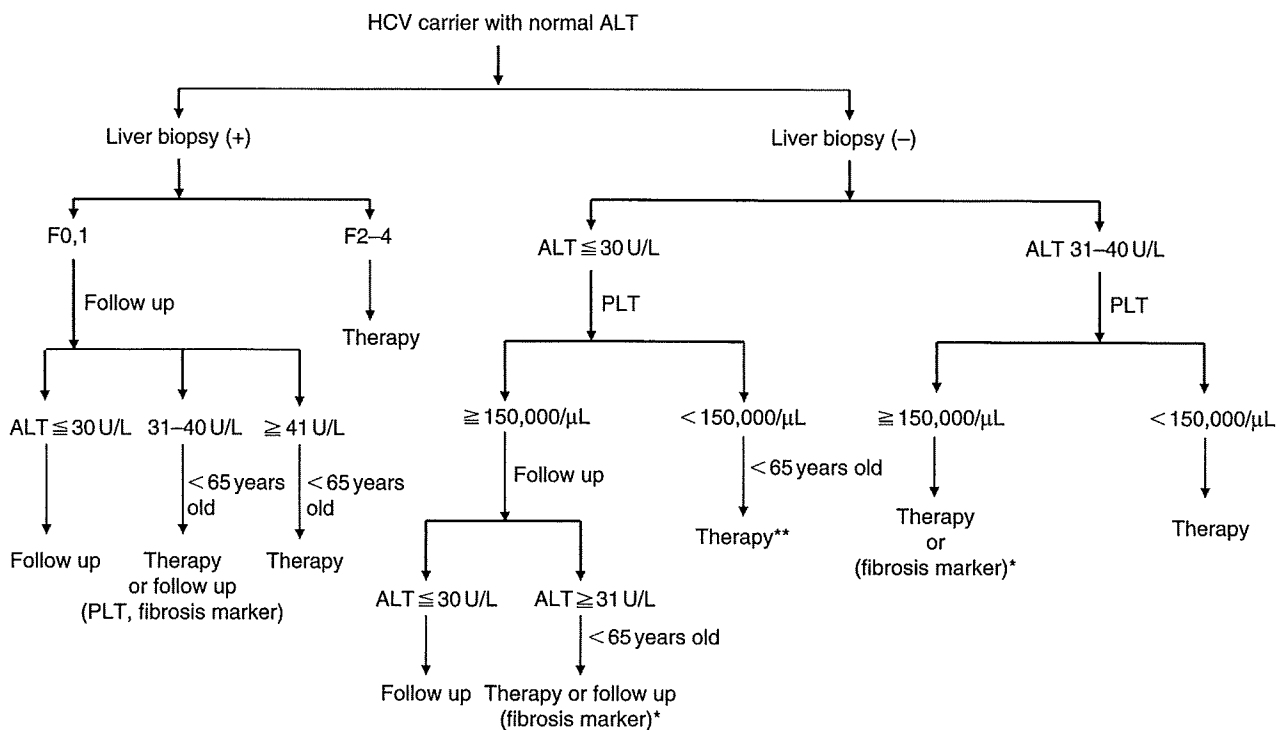 HCV carrier with normal ALT
Liver biopsy (+)
Liver biopsy (−)
F0,1
F2–4
ALT ≦ 30 U/L
ALT 31–40 U/L
Follow up
Therapy
PLT
PLT
ALT ≦ 30 U/L
31–40 U/L
≧ 41 U/L
≧ 150,000/μL
< 150,000/μL
≧ 150,000/μL
< 150,000/μL
< 65 years
old
< 65 years
old
Follow up
< 65 years old
Follow up
Therapy
or follow up
(PLT, fibrosis marker)
Therapy
Therapy**
Therapy
or
(fibrosis marker)*
Therapy
ALT ≦ 30 U/L
ALT ≧ 31 U/L
< 65 years old
Follow up
Therapy or follow up
(fibrosis marker)*